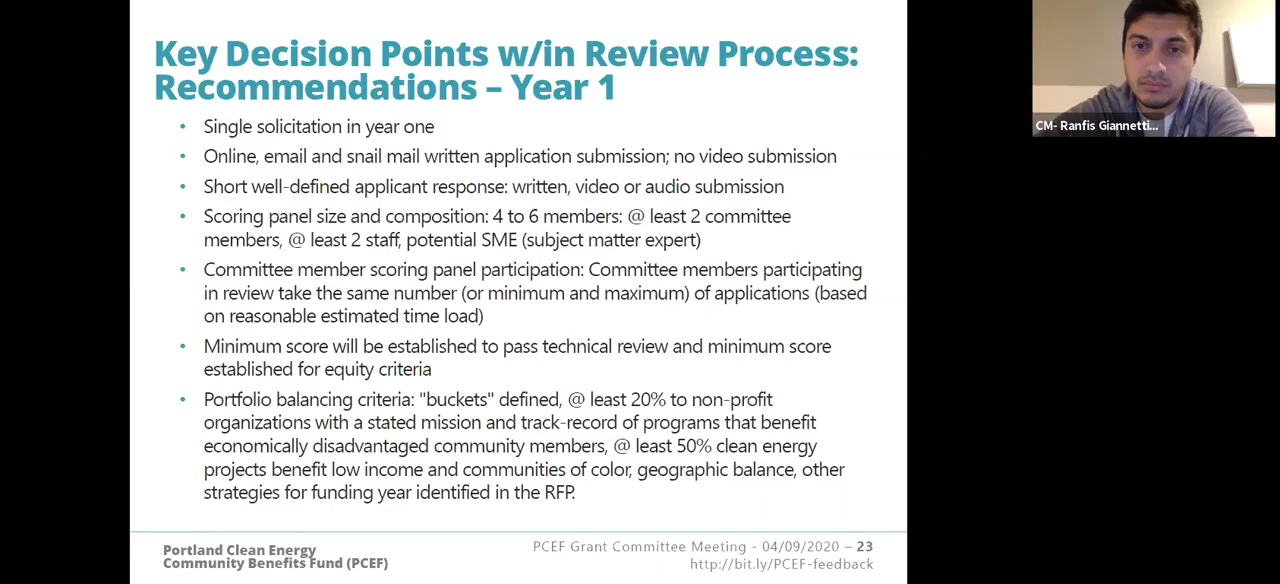 Key Decision Points w/in Review Process:
Recommendations – Year 1
• Single solicitation in year one
• Online, email and snail mail written application submission; no video submission
• Short well-defined applicant response: written, video or audio submission
• Scoring panel size and composition: 4 to 6 members: @ least 2 committee
members, @ least 2 staff, potential SME (subject matter expert)
• Committee member scoring panel participation: Committee members participating
in review take the same number (or minimum and maximum) of applications (based
on reasonable estimated time load)
• Minimum score will be established to pass technical review and minimum score
established for equity criteria
• Portfolio balancing criteria: "buckets" defined, @ least 20% to non-profit
organizations with a stated mission and track-record of programs that benefit
economically disadvantaged community members, @ least 50% clean energy
projects benefit low income and communities of color, geographic balance, other
strategies for funding year identified in the RFP.
Portland Clean Energy
Community Benefits Fund (PCEF)
PCEF Grant Committee Meeting - 04/09/2020 – 23
http://bit.ly/PCEF-feedback
CM- Ranfis Giannetti...